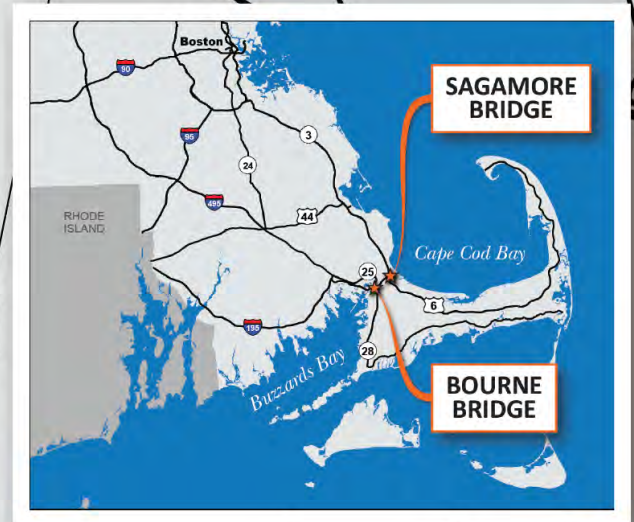 Boston
90
SAGAMORE
BRIDGE
3
95
24
495
44
RHODE
ISLAND
25
Cape Cod Bay
6
195
28
Buzzards Bay
BOURNE
BRIDGE